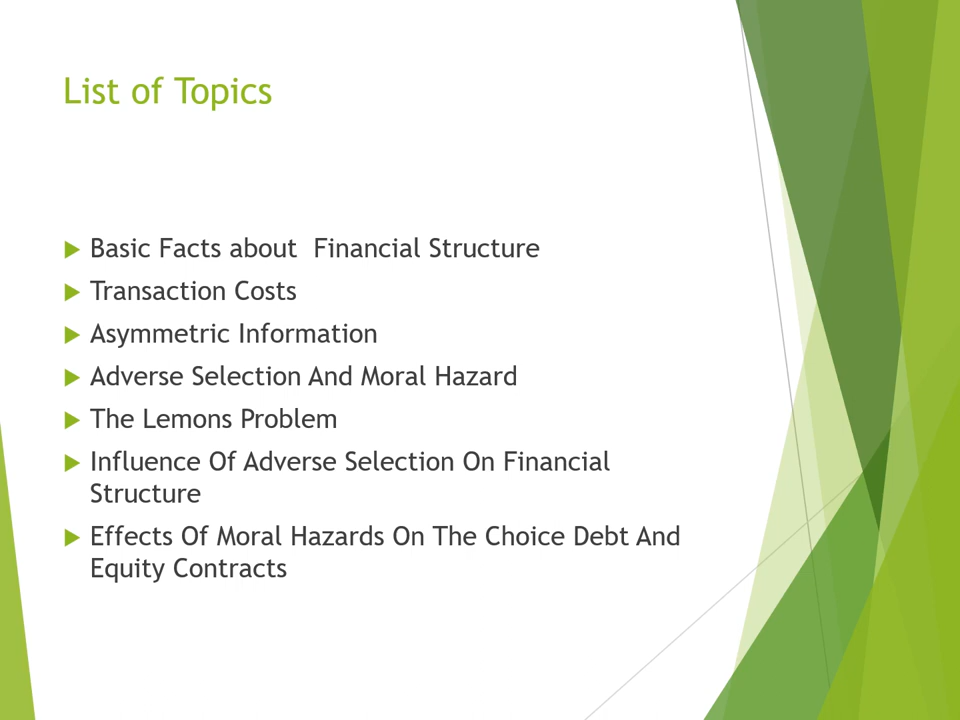 List of Topics
Basic Facts about  Financial Structure
Transaction Costs
Asymmetric Information
Adverse Selection And Moral Hazard
The Lemons Problem
Influence Of Adverse Selection On Financial
Structure
Effects Of Moral Hazards On The Choice Debt And
Equity Contracts